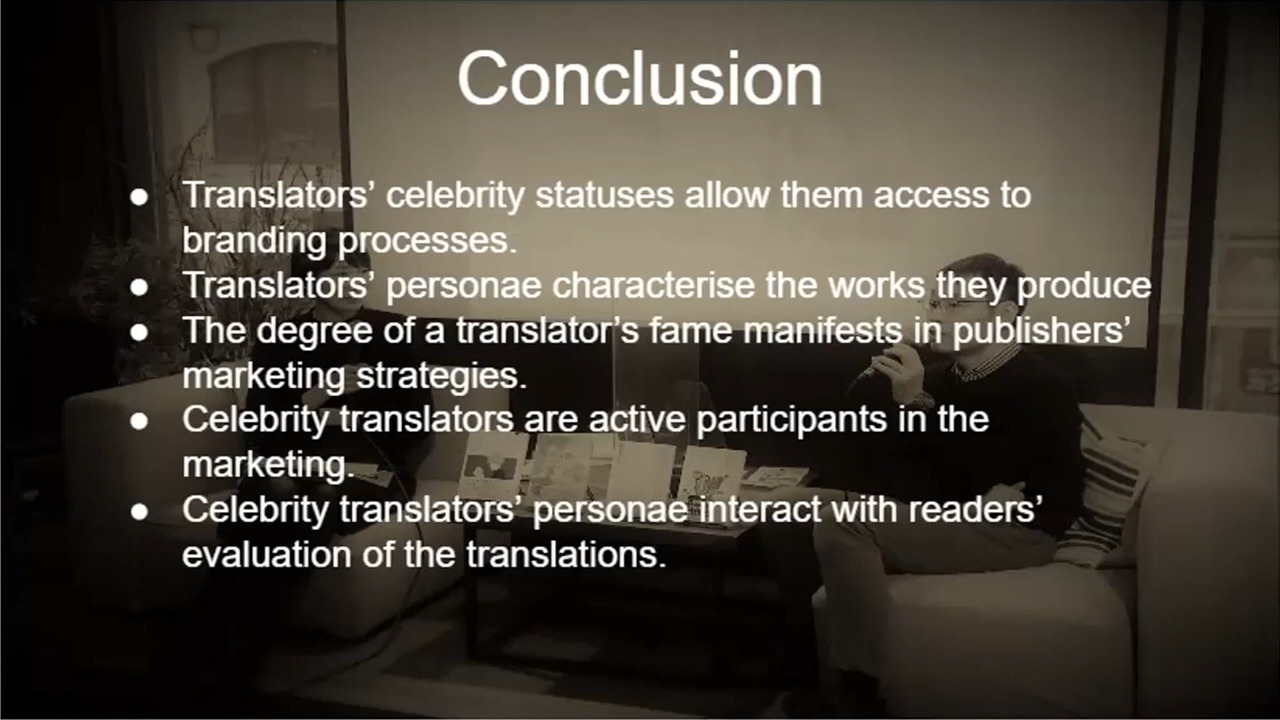 Conclusion
● Translators’ celebrity statuses allow them access to
branding processes.
● Translators’ personae characterise the works they produce
● The degree of a translator’s fame manifests in publishers’
marketing strategies.
● Celebrity translators are active participants in the
marketing.
● Celebrity translators’ personae interact with readers’
evaluation of the translations.